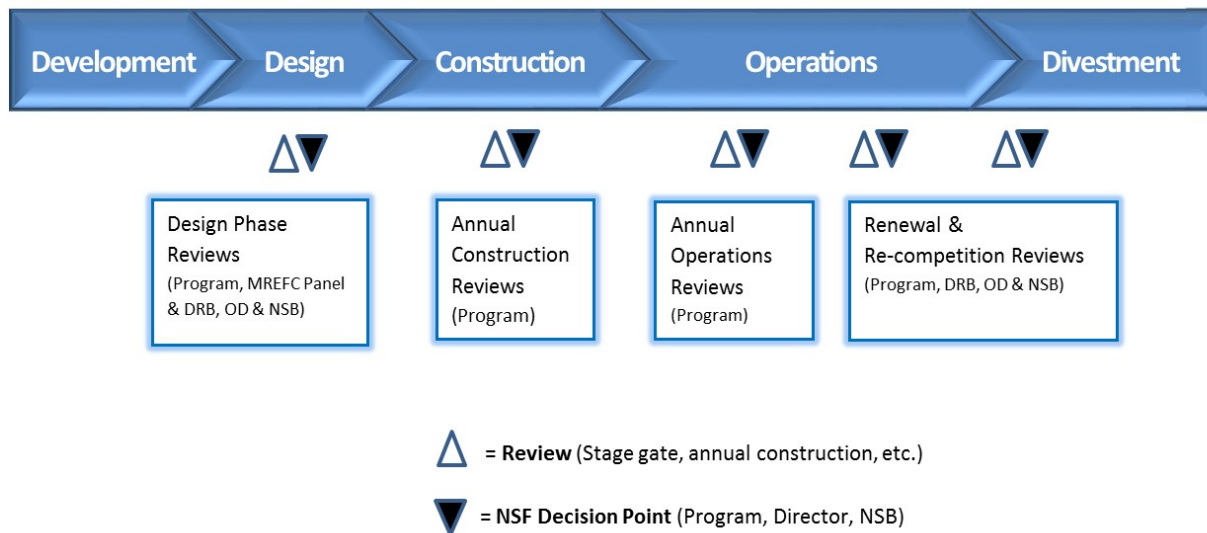 Development
Design
Construction
Operations
Divestment
Design Phase
Reviews
(Program, MREFC Panel
& DRB, OD & NSB)
Annual
Construction
Reviews
(Program)
Annual
Operations
Reviews
(Program)
Renewal &
Re-competition Reviews
(Program, DRB, OD & NSB)
= Review (Stage gate, annual construction, etc.)
= NSF Decision Point (Program, Director, NSB)